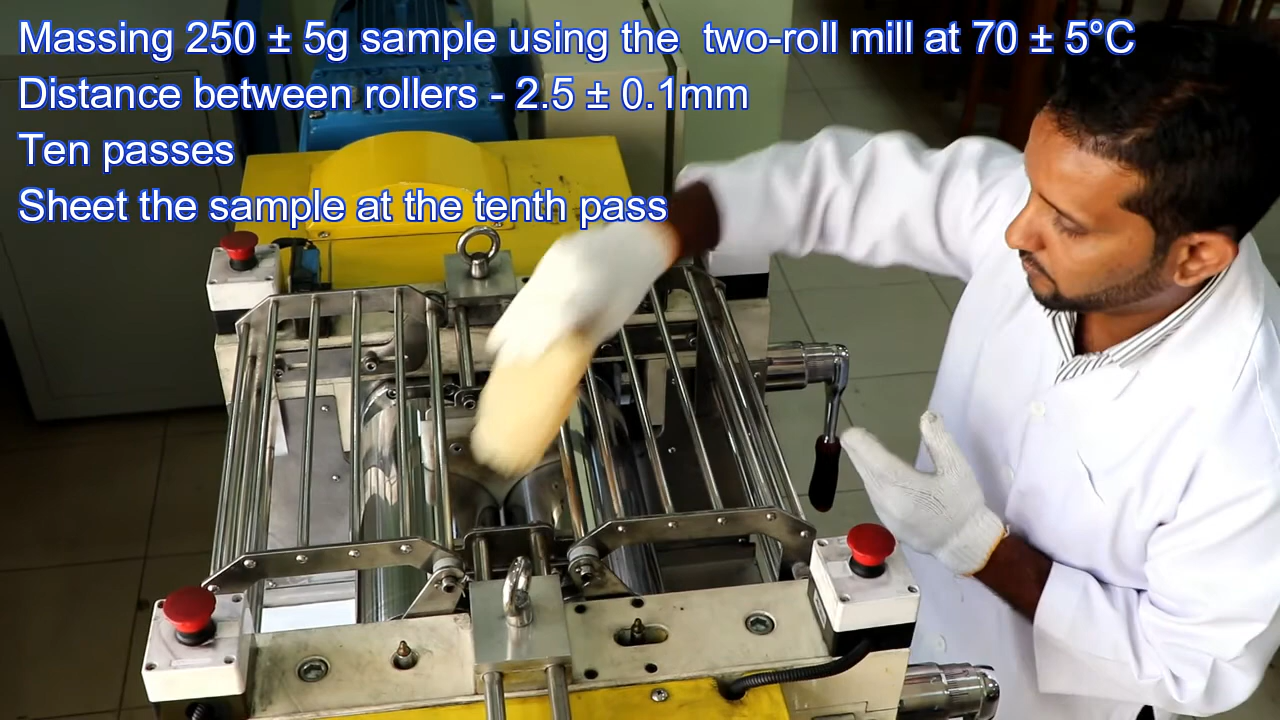 Massing 250 ± 5g sample using the  two-roll mill at 70 ± 5°C
Distance between rollers - 2.5 ± 0.1mm
Ten passes
Sheet the sample at the tenth pass